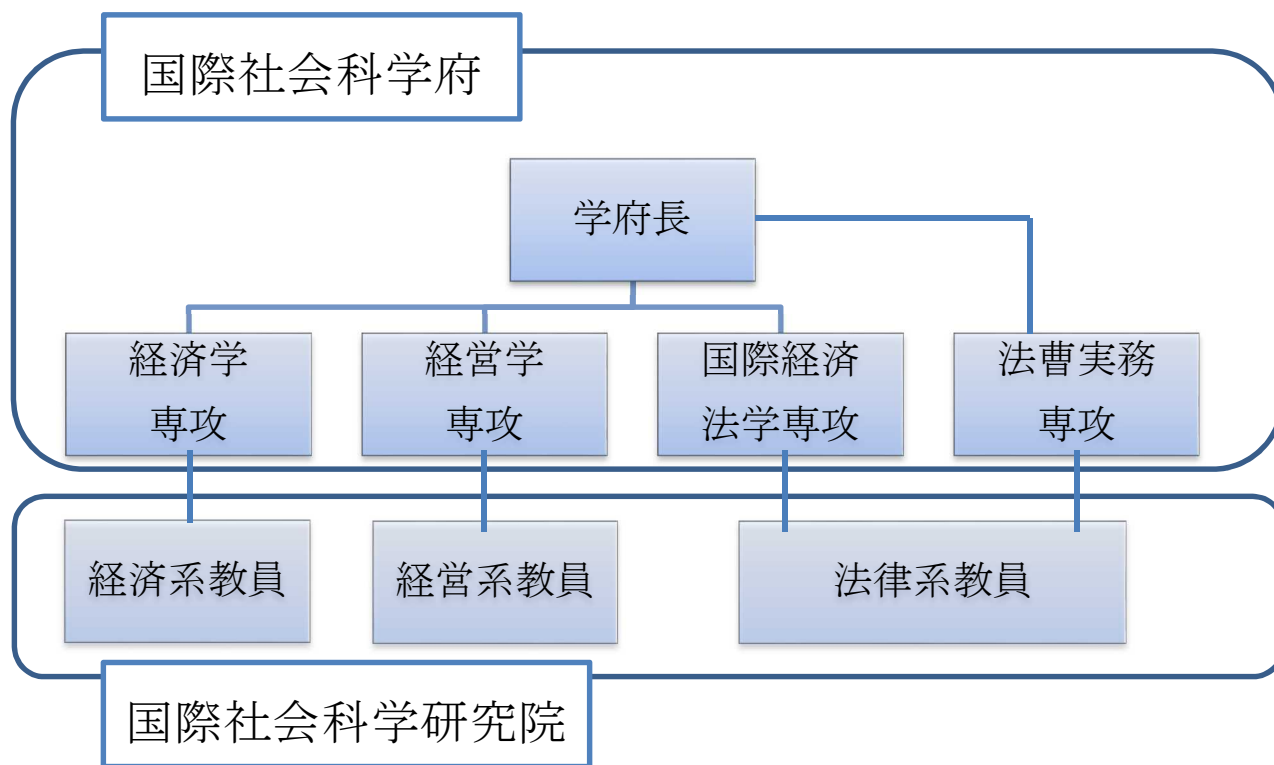 国際社会科学府
学府長
経済学
専攻
経営学
専攻
国際経済
法学専攻
法曹実務
専攻
経済系教員
経営系教員
法律系教員
国際社会科学研究院